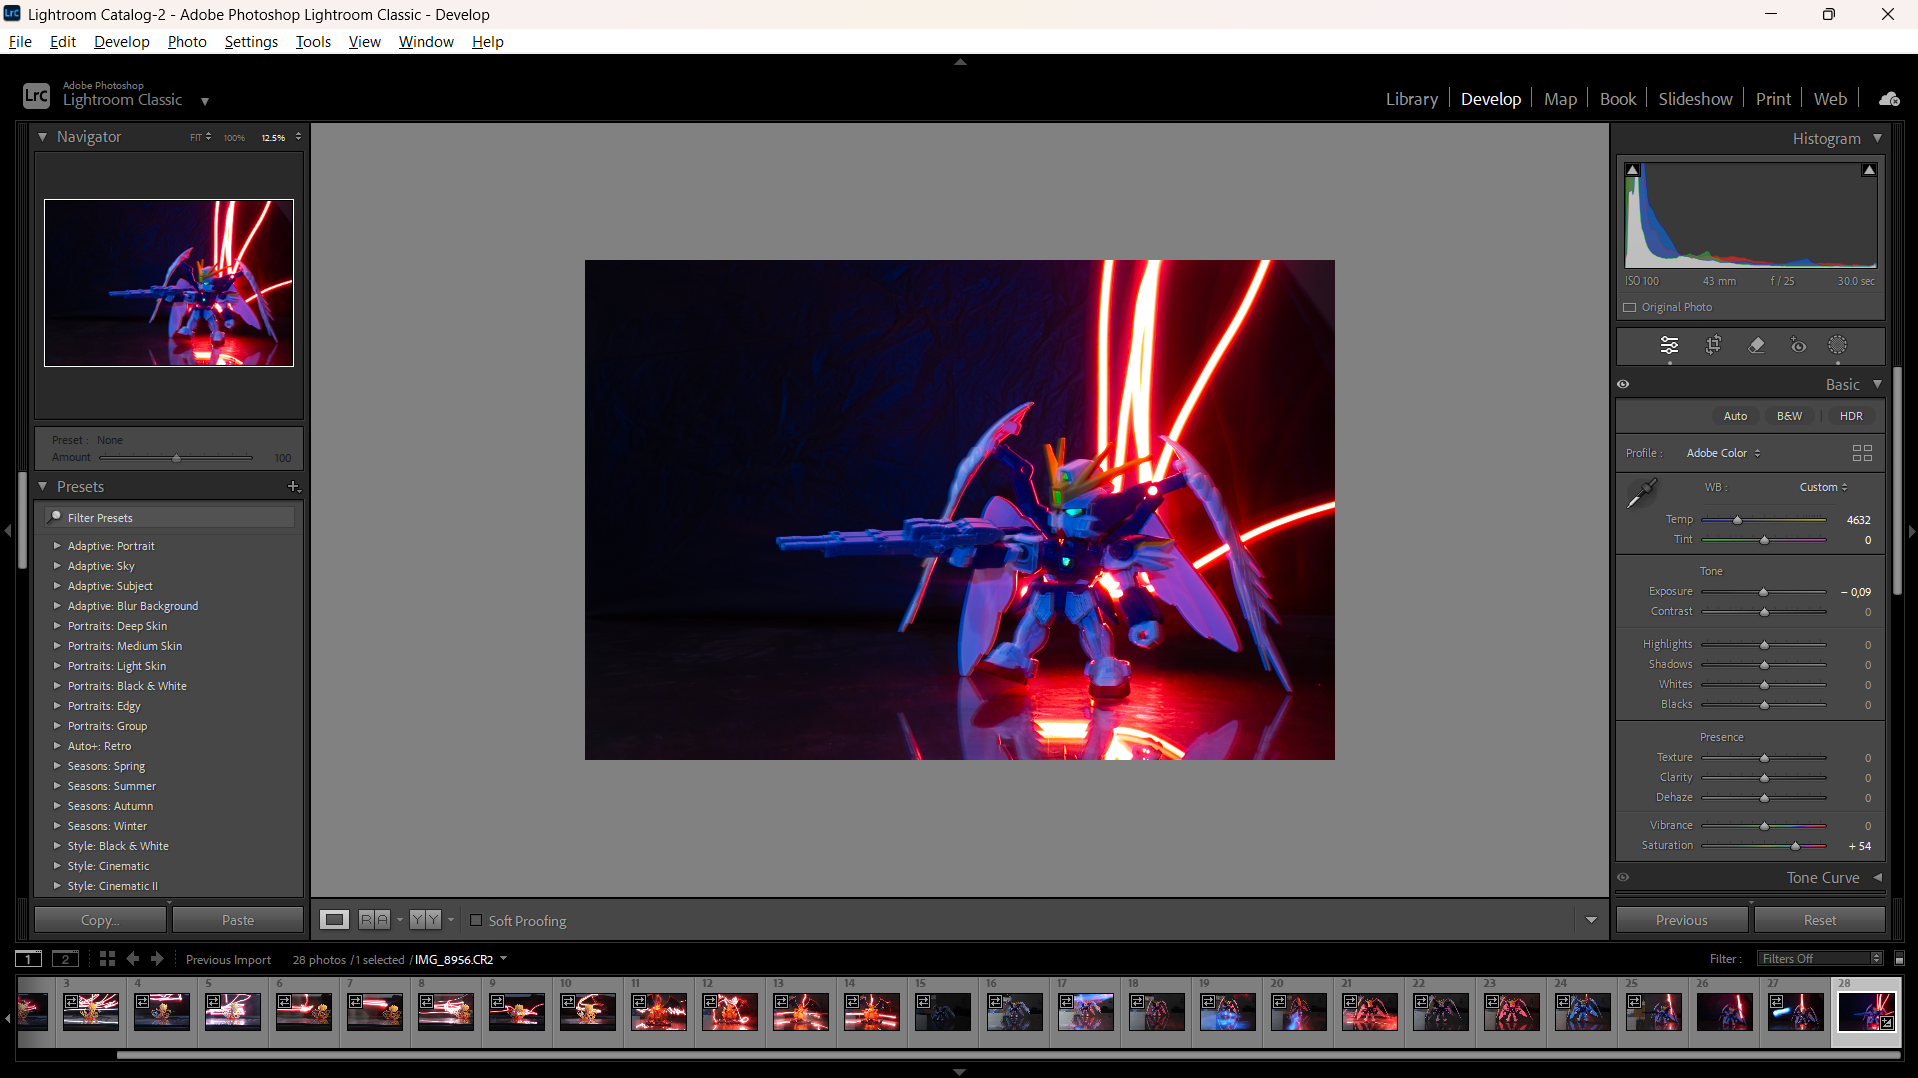 Lightroom Catalog-2 - Adobe Photoshop Lightroom Classic - Develop
File Edit Develop Photo Settings Tools View Window Help
LrC Adobe Photoshop
Lightroom Classic
Library Develop Map Book Slideshow Print Web
Navigator FIT 100% 12.5%
Preset : None
Amount 100
Presets
Filter Presets
Adaptive: Portrait
Adaptive: Sky
Adaptive: Subject
Adaptive: Blur Background
Portraits: Deep Skin
Portraits: Medium Skin
Portraits: Light Skin
Portraits: Black & White
Portraits: Edgy
Portraits: Group
Auto+: Retro
Seasons: Spring
Seasons: Summer
Seasons: Autumn
Seasons: Winter
Style: Black & White
Style: Cinematic
Style: Cinematic II
Copy... Paste
R A Y Y Soft Proofing
Histogram
ISO 100 43 mm f / 25 30.0 sec
Original Photo
Basic
Auto B&W HDR
Profile : Adobe Color
WB : Custom
Temp 4632
Tint 0
Tone
Exposure − 0,09
Contrast 0
Highlights 0
Shadows 0
Whites 0
Blacks 0
Presence
Texture 0
Clarity 0
Dehaze 0
Vibrance 0
Saturation + 54
Tone Curve
Previous Reset
1 2 Previous Import 28 photos / 1 selected / IMG_8956.CR2 Filter : Filters Off
3 4 5 6 7 8 9 10 11 12 13 14 15 16 17 18 19 20 21 22 23 24 25 26 27 28